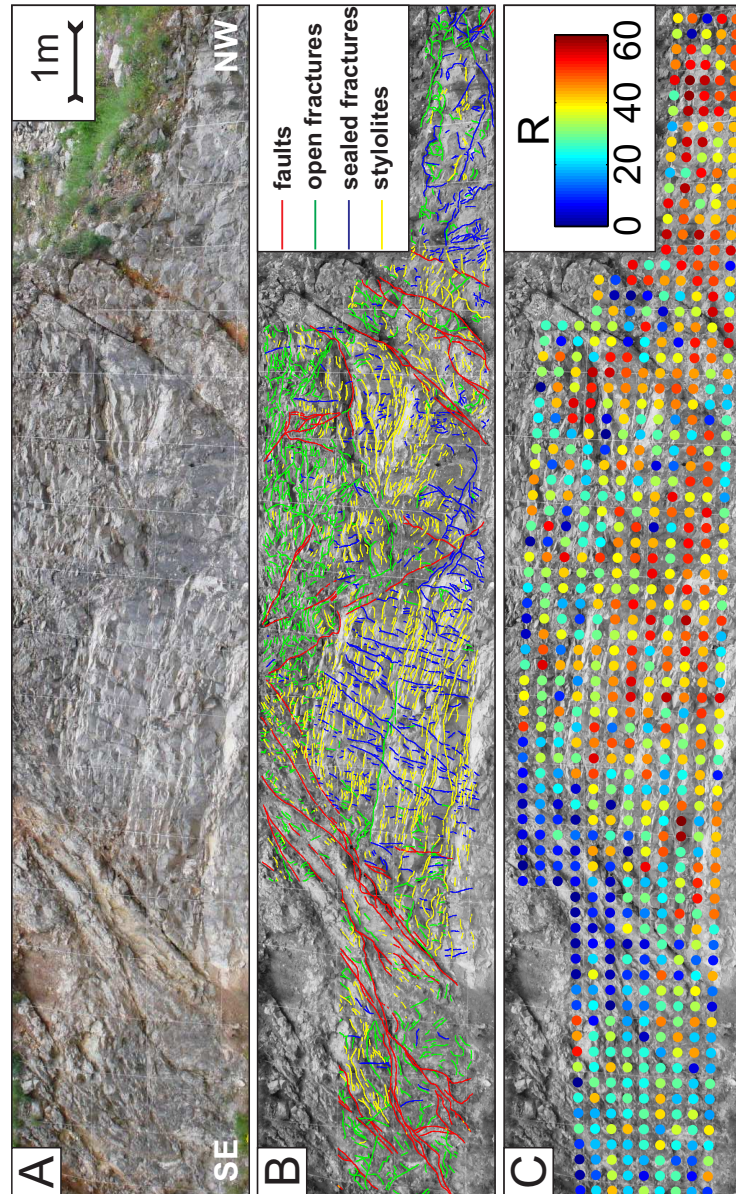 A
1m
SE
NW
B
faults
open fractures
sealed fractures
stylolites
C
R
0 20 40 60